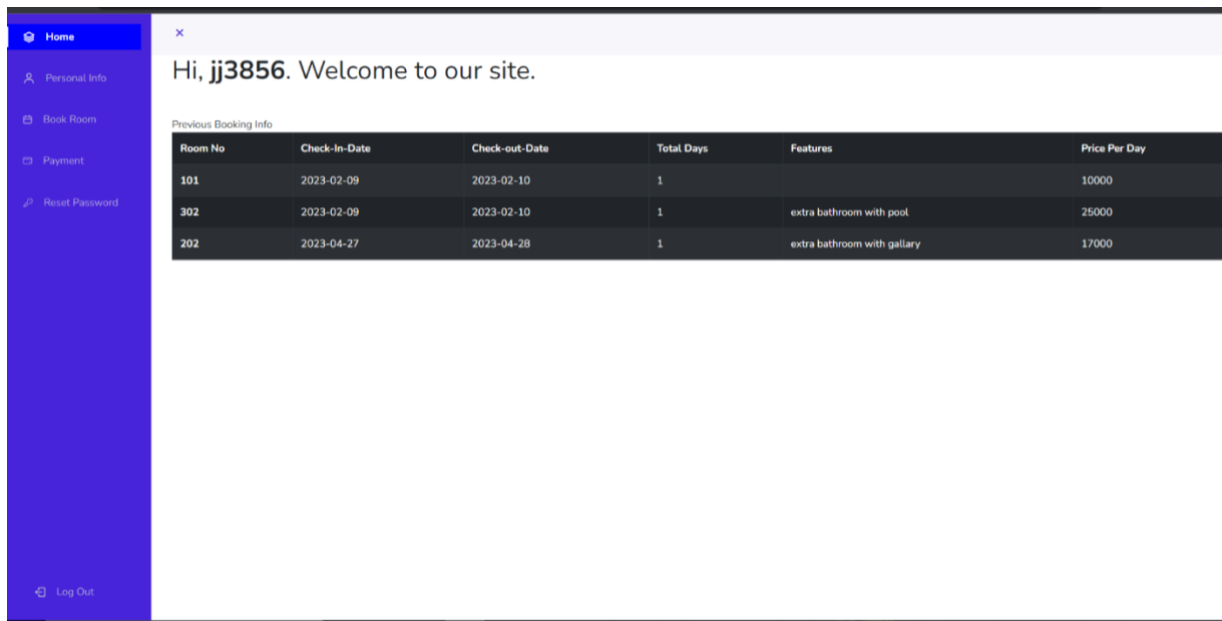 Home
Personal Info
Book Room
Payment
Reset Password
Log Out
×
Hi, jj3856. Welcome to our site.
Previous Booking Info
Room No Check-In-Date Check-out-Date Total Days Features Price Per Day
101 2023-02-09 2023-02-10 1 10000
302 2023-02-09 2023-02-10 1 extra bathroom with pool 25000
202 2023-04-27 2023-04-28 1 extra bathroom with gallary 17000